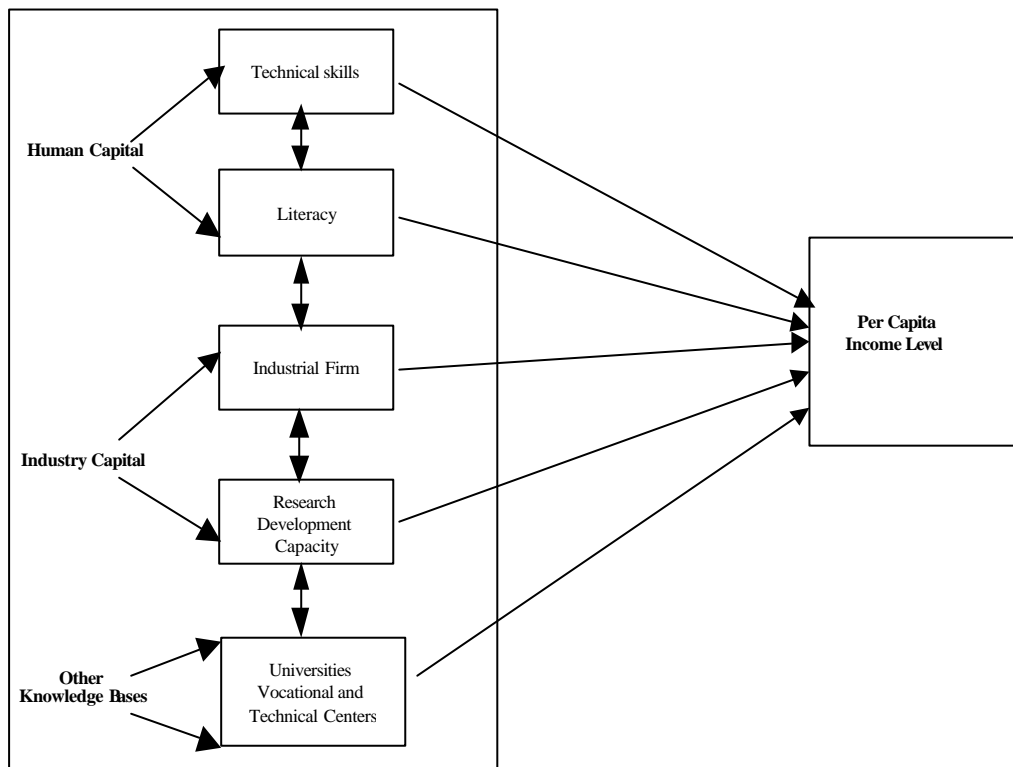 Technical skills
Human Capital
Literacy
Per Capita
Income Level
Industrial Firm
Industry Capital
Research
Development
Capacity
Other
Knowledge Bases
Universities
Vocational and
Technical Centers